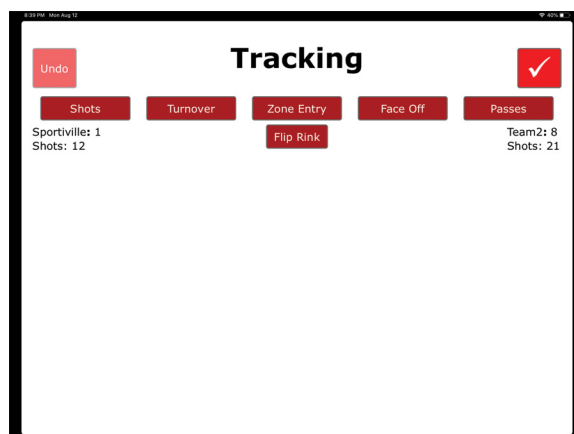 8:39 PM Mon Aug 12
40%
Undo
Tracking
Shots Turnover Zone Entry Face Off Passes
Sportiville: 1
Shots: 12
Flip Rink
Team2: 8
Shots: 21